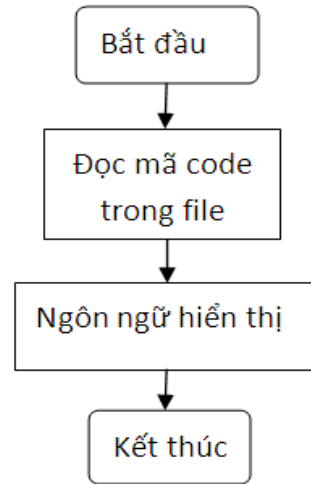 Bắt đầu
Đọc mã code
trong file
Ngôn ngữ hiển thị
Kết thúc